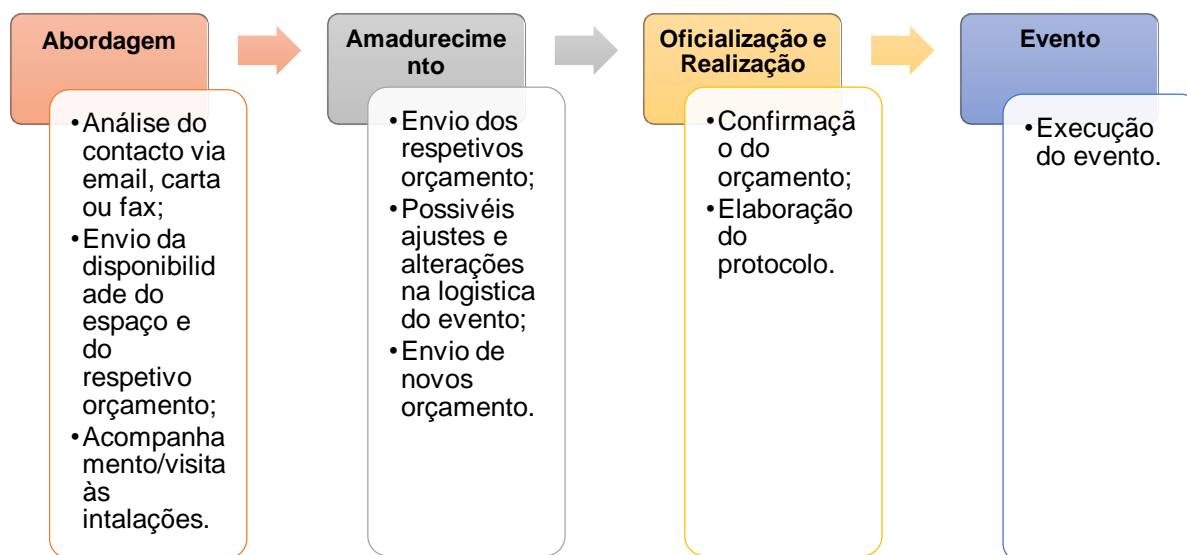 Abordagem
•Análise do
contacto via
email, carta
ou fax;
•Envio da
disponibilid
ade do
espaço e
do
respetivo
orçamento;
•Acompanha
mento/visita
às
intalações.
Amadurecime
nto
•Envio dos
respetivos
orçamento;
•Possivéis
ajustes e
alterações
na logistica
do evento;
•Envio de
novos
orçamento.
Oficialização e
Realização
•Confirmaçã
o do
orçamento;
•Elaboração
do
protocolo.
Evento
•Execução
do evento.